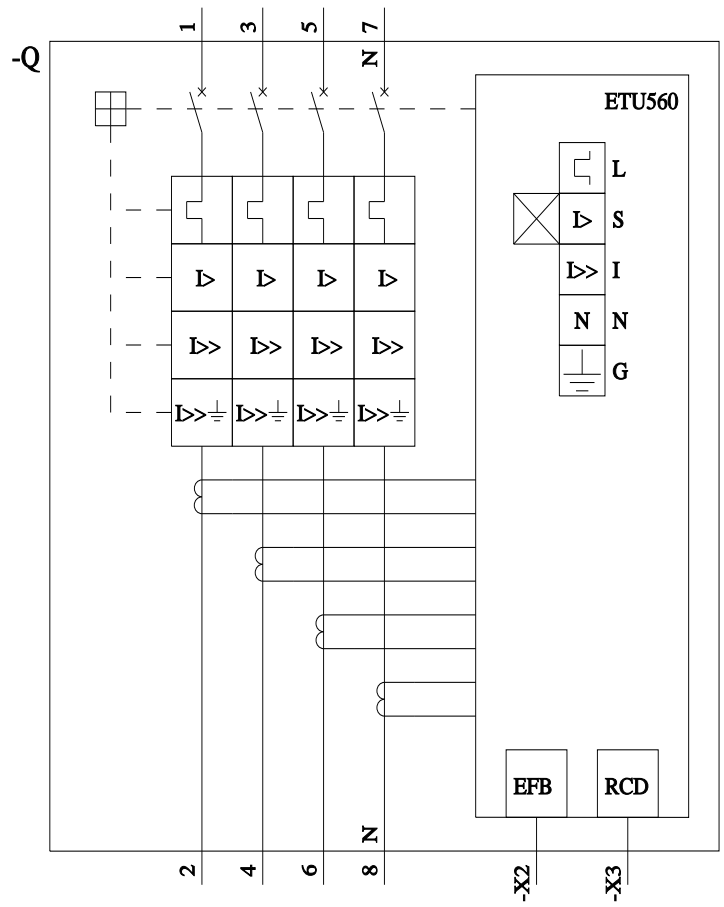 1 3 5 7
N
-Q
ETU560
L
I> S
I> I> I> I>
I>> I
N N
I>> I>> I>> I>>
G
I>> I>> I>> I>>
EFB RCD
N
2 4 6 8
-X2 -X3